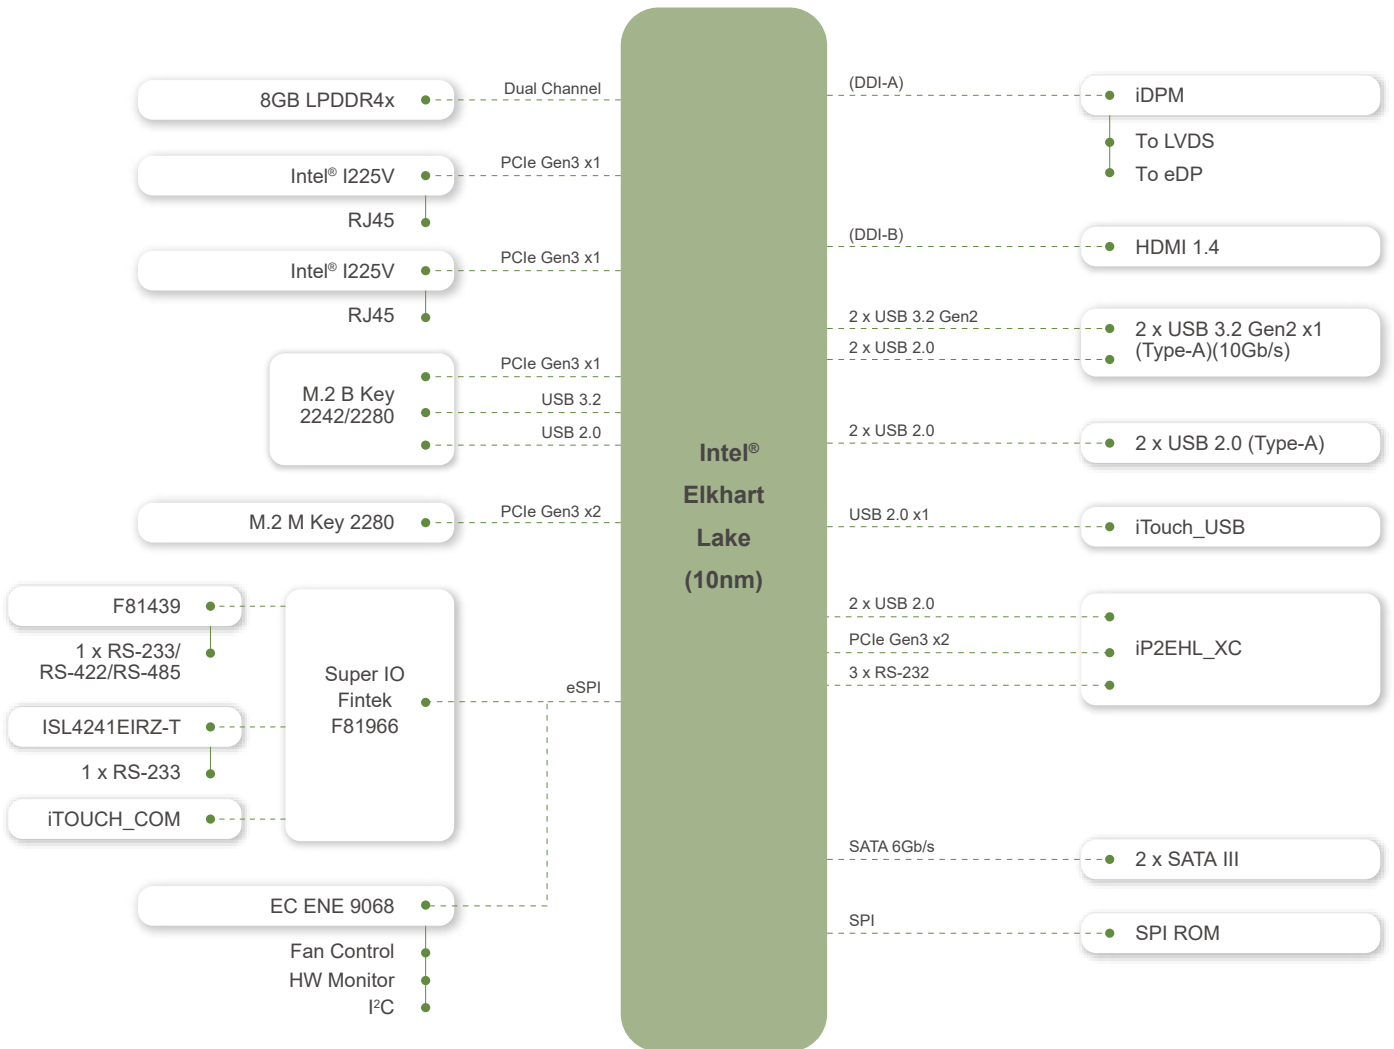 Dual Channel
8GB LPDDR4x
PCIe Gen3 x1
Intel® I225V
RJ45
PCIe Gen3 x1
Intel® I225V
RJ45
PCIe Gen3 x1
M.2 B Key
2242/2280
USB 3.2
USB 2.0
PCIe Gen3 x2
M.2 M Key 2280
F81439
1 x RS-233/
RS-422/RS-485
Super IO
Fintek
F81966
eSPI
ISL4241EIRZ-T
1 x RS-233
iTOUCH_COM
EC ENE 9068
Fan Control
HW Monitor
I²C
Intel®
Elkhart
Lake
(10nm)
(DDI-A)
iDPM
To LVDS
To eDP
(DDI-B)
HDMI 1.4
2 x USB 3.2 Gen2
2 x USB 2.0
2 x USB 3.2 Gen2 x1
(Type-A)(10Gb/s)
2 x USB 2.0
2 x USB 2.0 (Type-A)
USB 2.0 x1
iTouch_USB
2 x USB 2.0
PCIe Gen3 x2
3 x RS-232
iP2EHL_XC
SATA 6Gb/s
2 x SATA III
SPI
SPI ROM